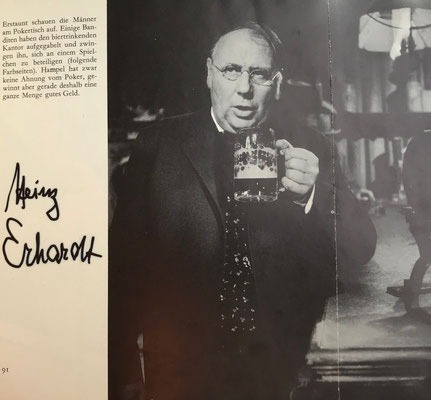 Erstaunt schauen die Männer
am Pokertisch auf. Einige Ban-
diten haben den biertrinkenden
Kantor aufgegabelt und zwin-
gen ihn, sich an einem Spiel-
chen zu beteiligen (folgende
Farbseiten). Hampel hat zwar
keine Ahnung vom Poker, ge-
winnt aber gerade deshalb eine
ganze Menge gutes Geld.
Heinz
Erhardt
91